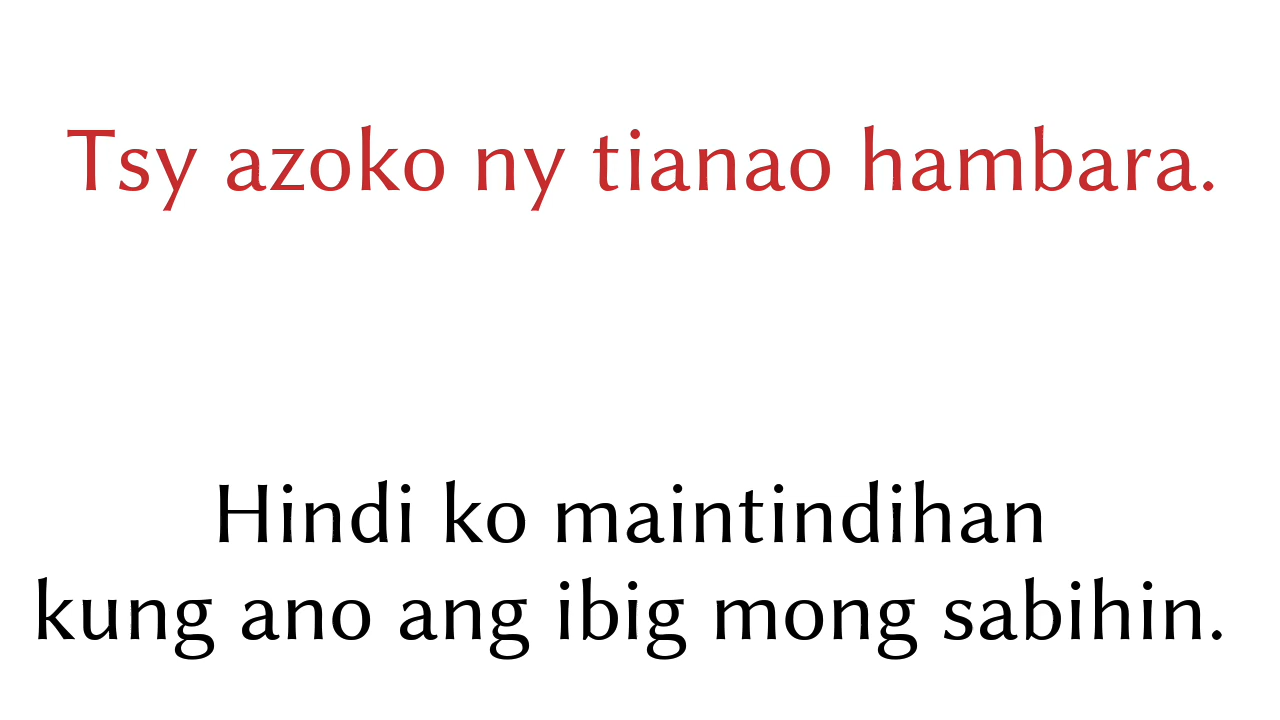 Tsy azoko ny tianao hambara.
Hindi ko maintindihan
kung ano ang ibig mong sabihin.